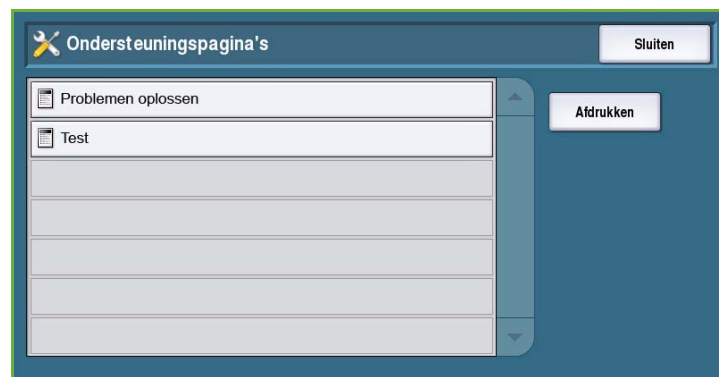 Ondersteuningspagina's
Sluiten
Problemen oplossen
Afdrukken
Test